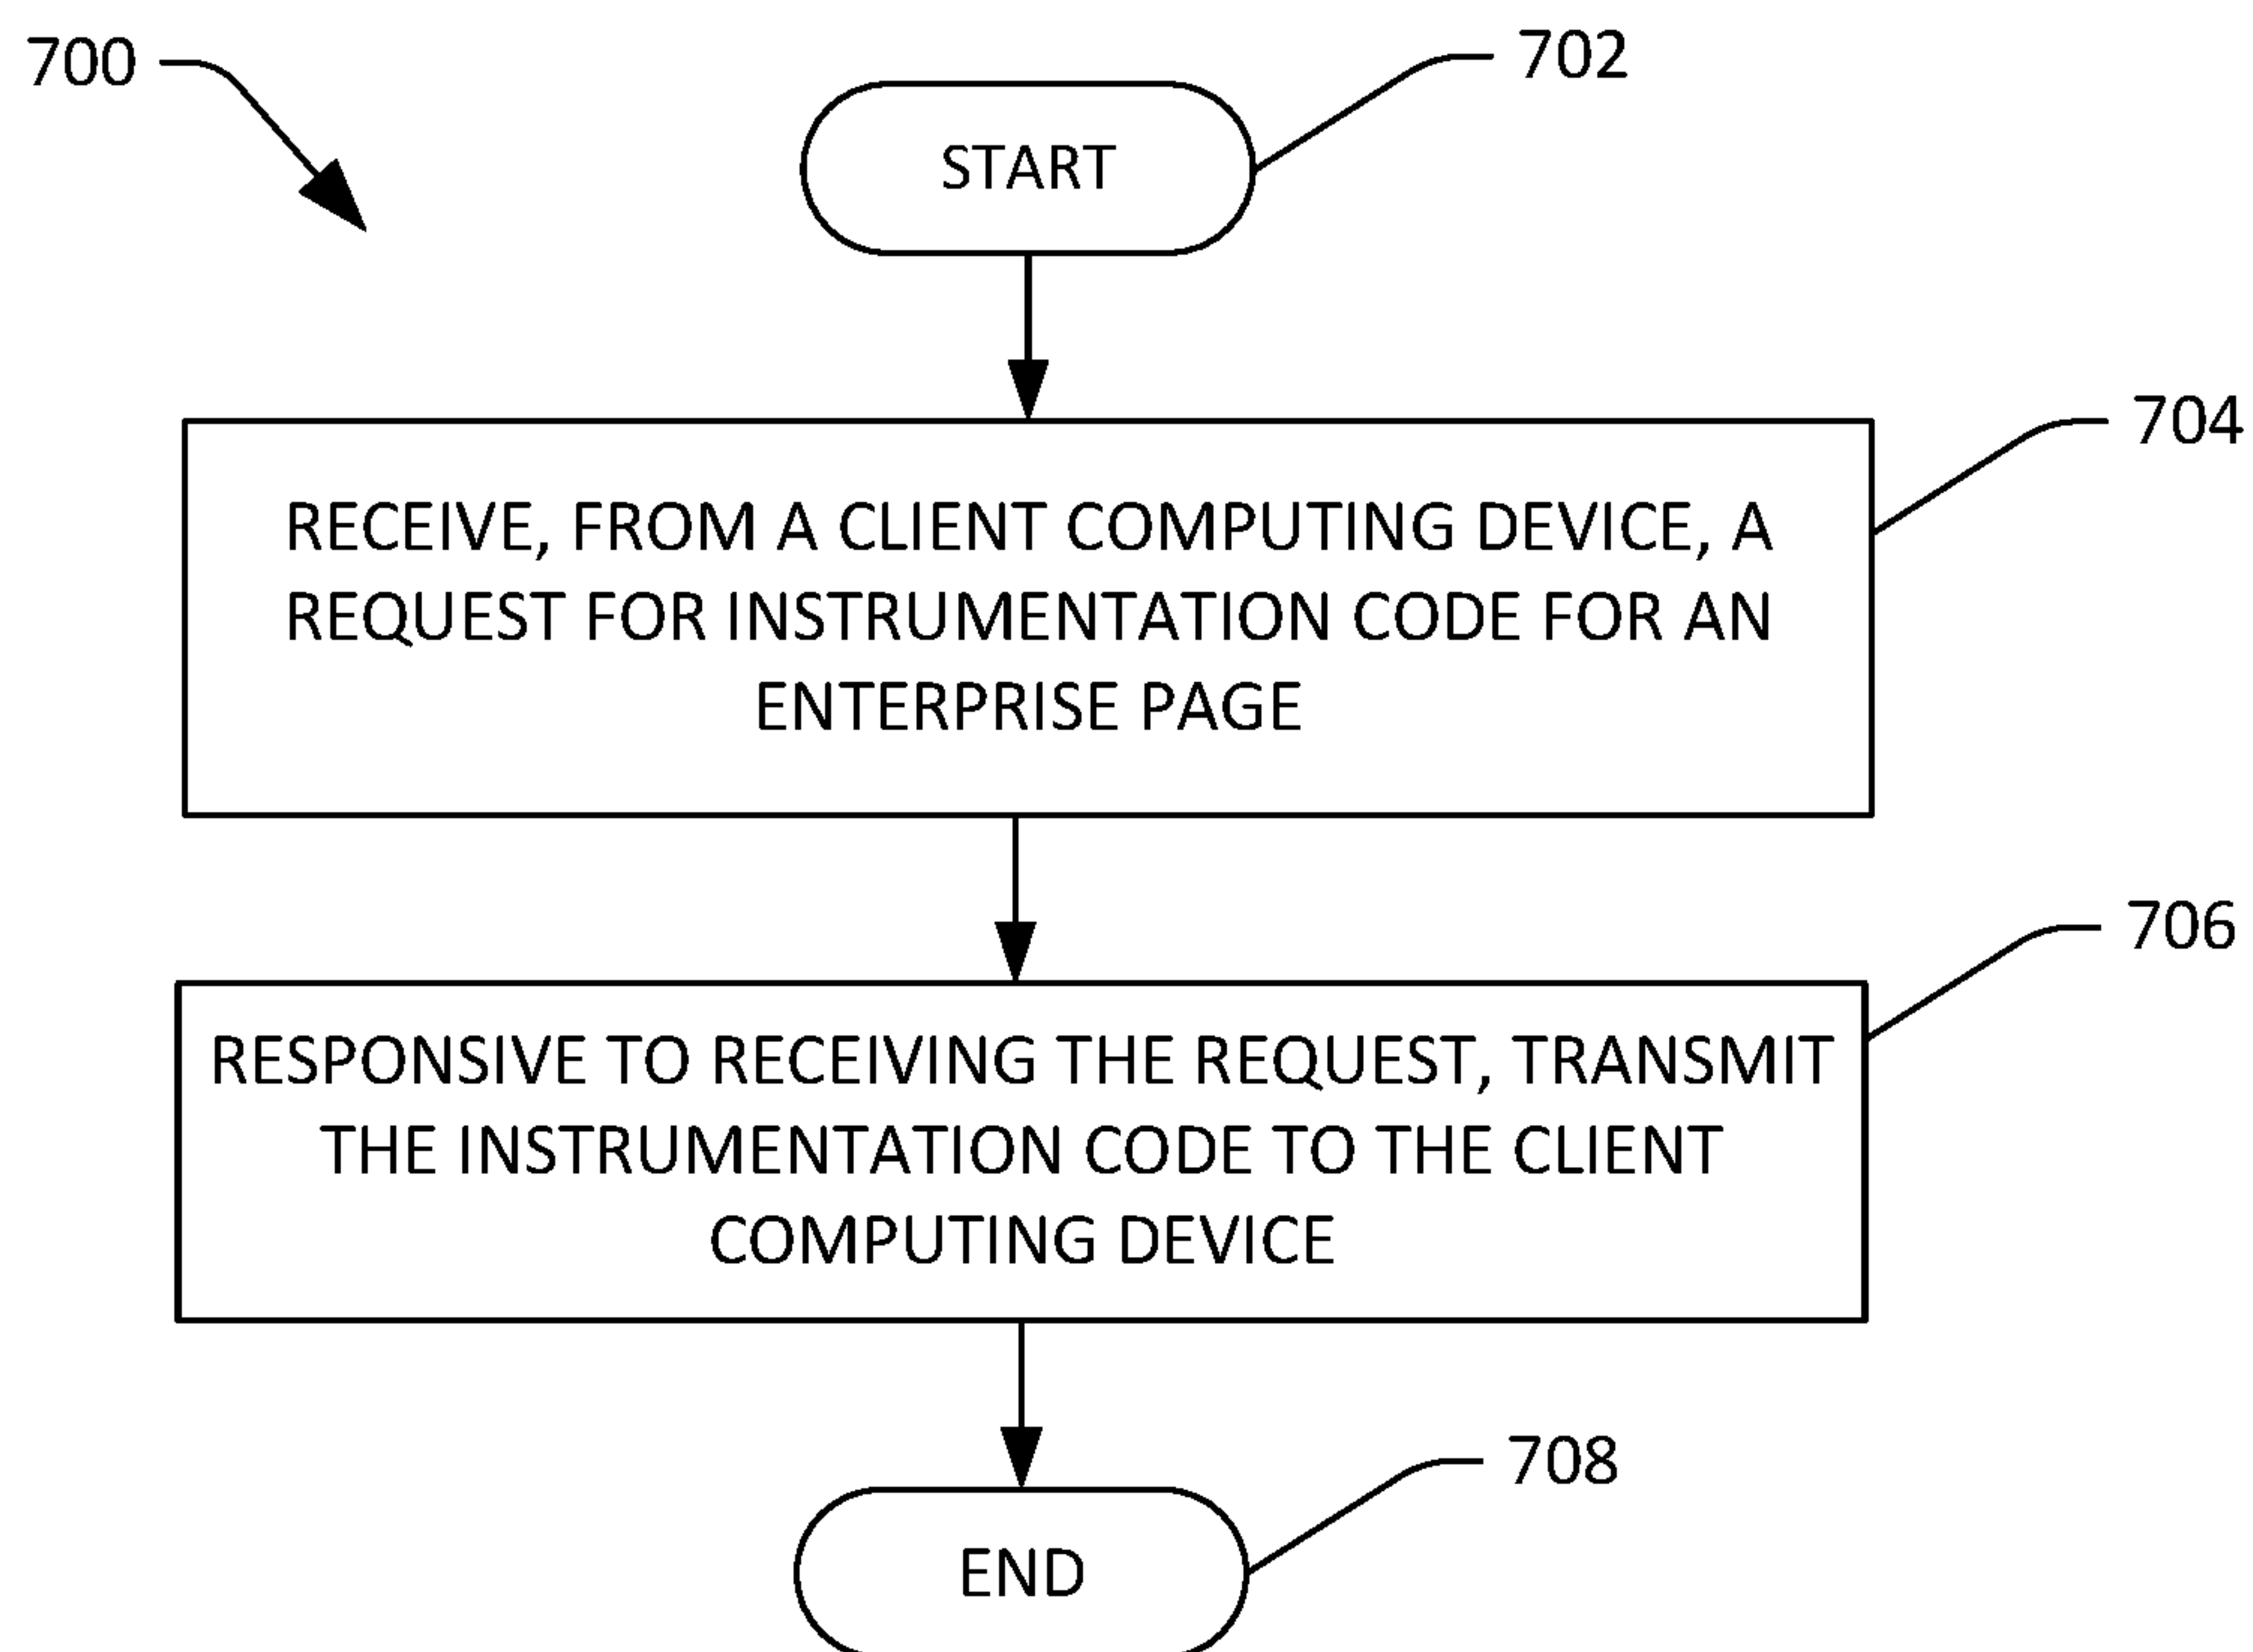 700
702
START
704
RECEIVE, FROM A CLIENT COMPUTING DEVICE, A
REQUEST FOR INSTRUMENTATION CODE FOR AN
ENTERPRISE PAGE
706
RESPONSIVE TO RECEIVING THE REQUEST, TRANSMIT
THE INSTRUMENTATION CODE TO THE CLIENT
COMPUTING DEVICE
708
END